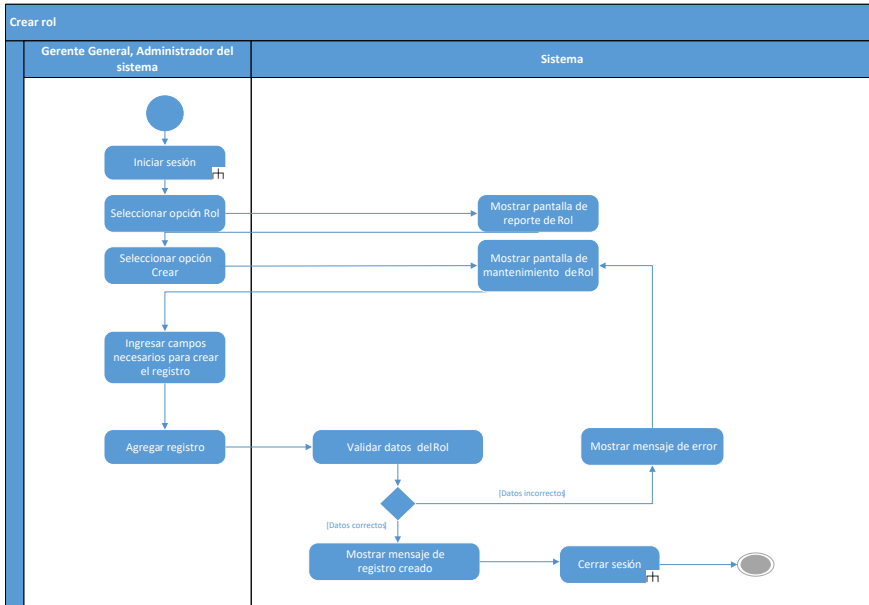 Crear rol
Gerente General, Administrador del
sistema
Sistema
Iniciar sesión
Seleccionar opción Rol
Mostrar pantalla de
reporte de Rol
Seleccionar opción
Crear
Mostrar pantalla de
mantenimiento de Rol
Ingresar campos
necesarios para crear
el registro
Agregar registro
Validar datos del Rol
Mostrar mensaje de error
[Datos incorrectos]
[Datos correctos]
Mostrar mensaje de
registro creado
Cerrar sesión